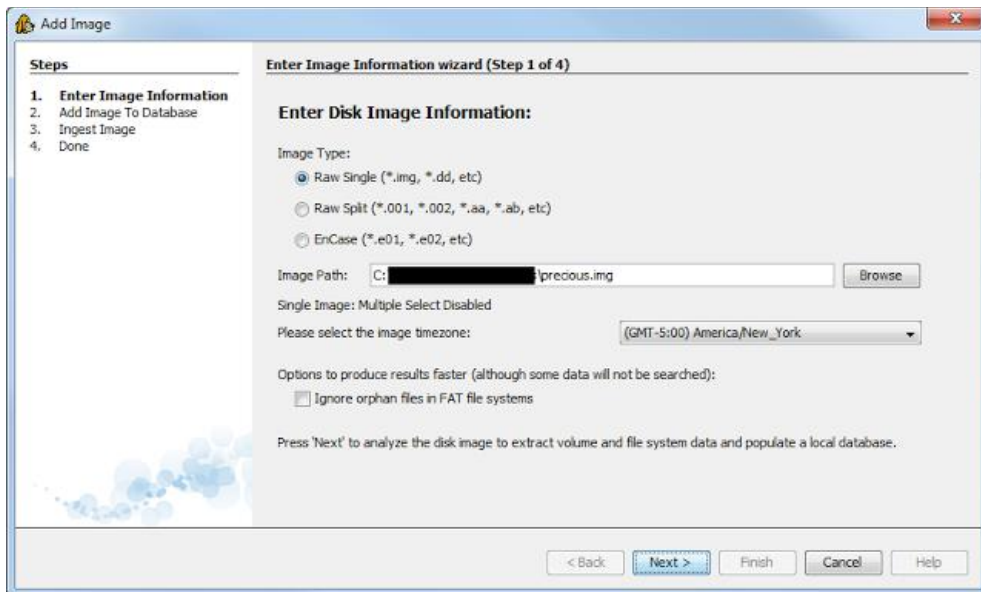 Add Image
Steps
1. Enter Image Information
2. Add Image To Database
3. Ingest Image
4. Done
Enter Image Information wizard (Step 1 of 4)
Enter Disk Image Information:
Image Type:
Raw Single (*.img, *.dd, etc)
Raw Split (*.001, *.002, *.aa, *.ab, etc)
EnCase (*.e01, *.e02, etc)
Image Path: C: \precious.img Browse
Single Image: Multiple Select Disabled
Please select the image timezone: (GMT-5:00) America/New_York
Options to produce results faster (although some data will not be searched):
Ignore orphan files in FAT file systems
Press 'Next' to analyze the disk image to extract volume and file system data and populate a local database.
< Back Next > Finish Cancel Help